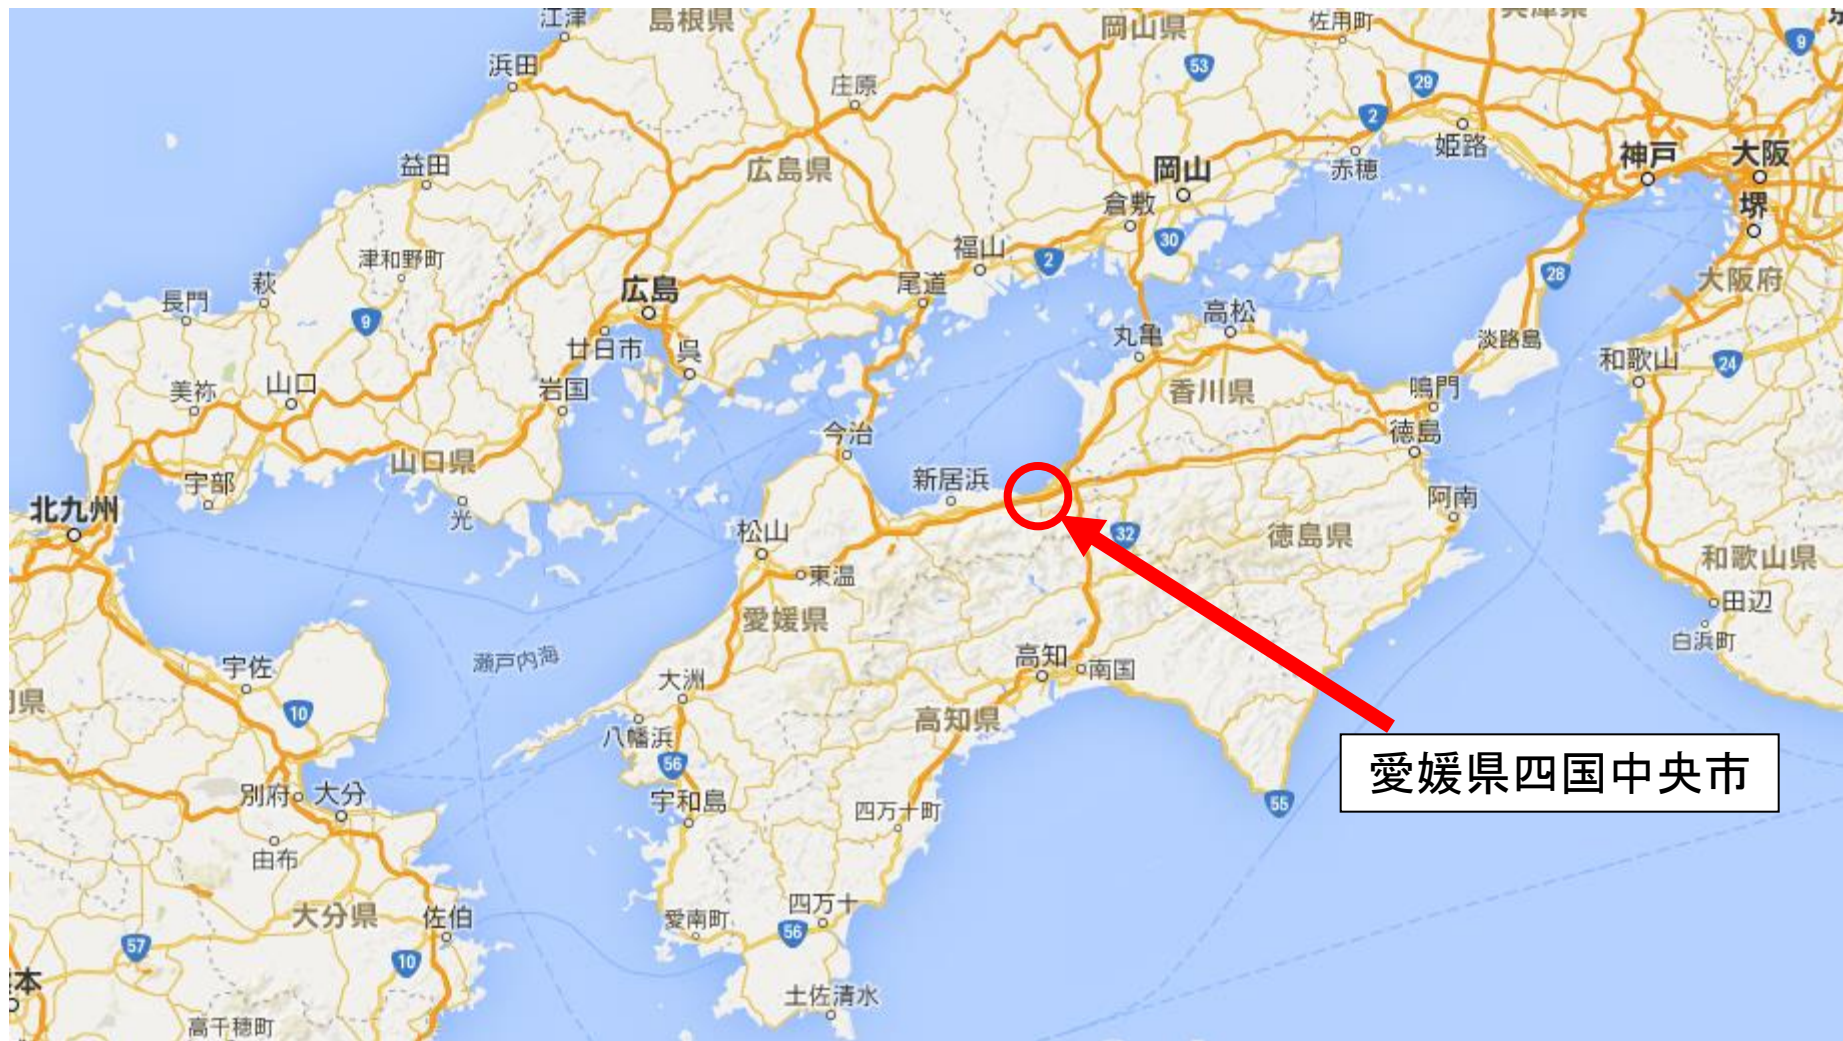 江津
島根県
岡山県
佐用町
兵庫県
9
浜田
53
庄原
29
2
姫路
益田
広島県
岡山
赤穂
神戸
大阪
倉敷
堺
30
津和野町
福山
2
28
大阪府
萩
長門
広島
尾道
高松
9
丸亀
淡路島
廿日市
呉
和歌山
24
美祢
山口
岩国
香川県
鳴門
今治
徳島
山口県
宇部
新居浜
阿南
北九州
光
松山
32
徳島県
和歌山県
東温
愛媛県
田辺
白浜町
瀬戸内海
宇佐
高知
南国
大洲
10
高知県
八幡浜
56
愛媛県四国中央市
別府
大分
宇和島
四万十町
55
由布
大分県
佐伯
愛南町
四万十
56
57
10
本
土佐清水
高千穂町